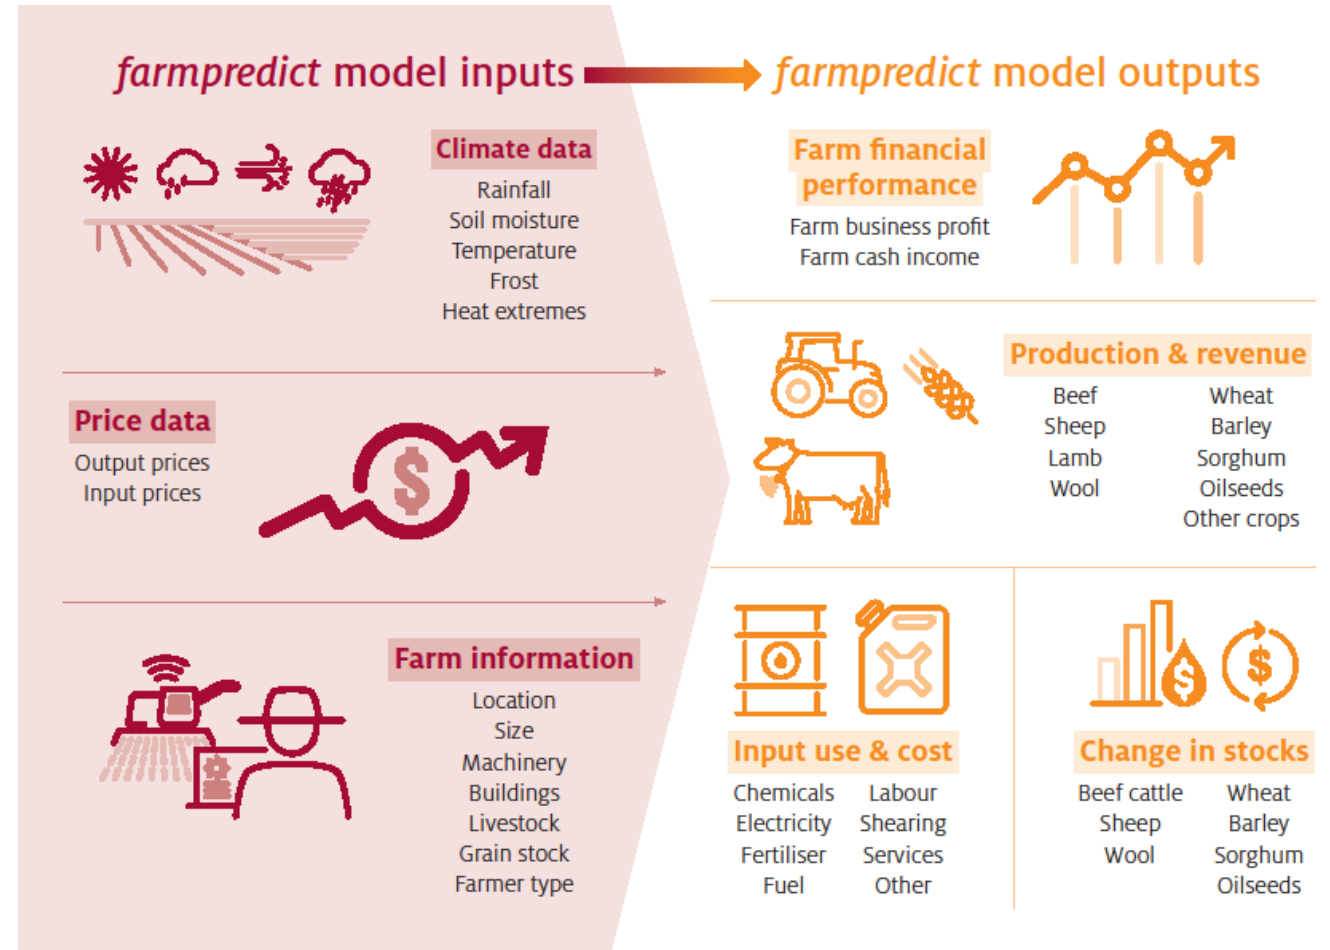 farmpredict model inputs
farmpredict model outputs
Climate data
Rainfall
Soil moisture
Temperature
Frost
Heat extremes
Price data
Output prices
Input prices
$
Farm information
Location
Size
Machinery
Buildings
Livestock
Grain stock
Farmer type
Farm financial
performance
Farm business profit
Farm cash income
Production & revenue
Beef
Sheep
Lamb
Wool
Wheat
Barley
Sorghum
Oilseeds
Other crops
Input use & cost
Chemicals
Electricity
Fertiliser
Fuel
Labour
Shearing
Services
Other
$
$
Change in stocks
Beef cattle
Sheep
Wool
Wheat
Barley
Sorghum
Oilseeds